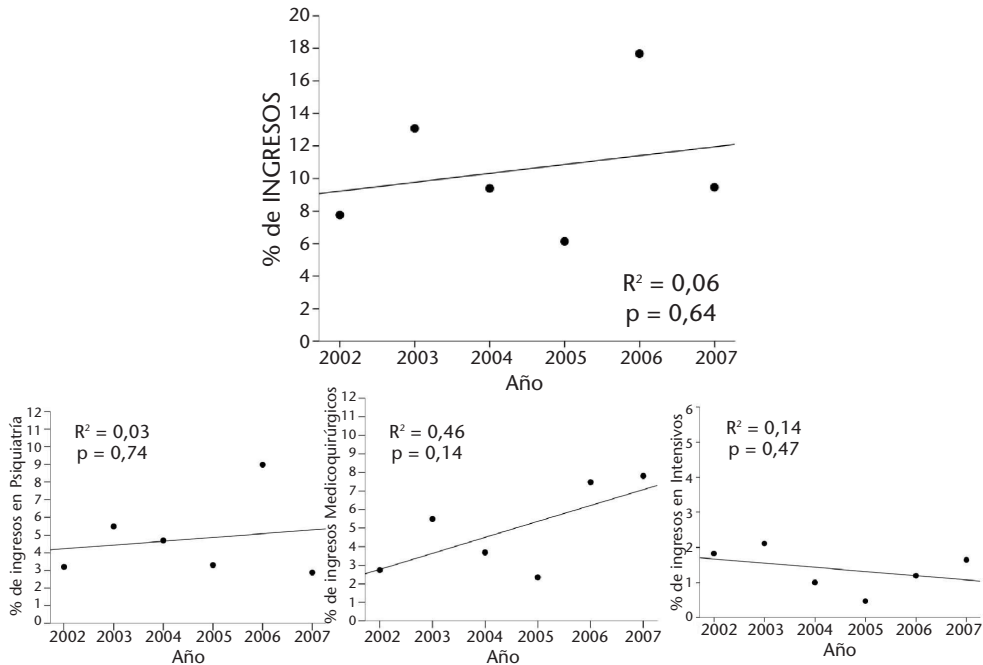 % de INGRESOS
20
18
16
14
12
10
8
6
4
2
0
R² = 0,06
p = 0,64
2002 2003 2004 2005 2006 2007
Año
% de ingresos en Psiquiatría
12
11
10
9
8
7
6
5
4
3
2
1
0
R² = 0,03
p = 0,74
2002 2003 2004 2005 2006 2007
Año
% de ingresos Medicoquirúrgicos
12
11
10
9
8
7
6
5
4
3
2
1
0
R² = 0,46
p = 0,14
2002 2003 2004 2005 2006 2007
Año
% de ingresos en Intensivos
6
5
4
3
2
1
0
R² = 0,14
p = 0,47
2002 2003 2004 2005 2006 2007
Año